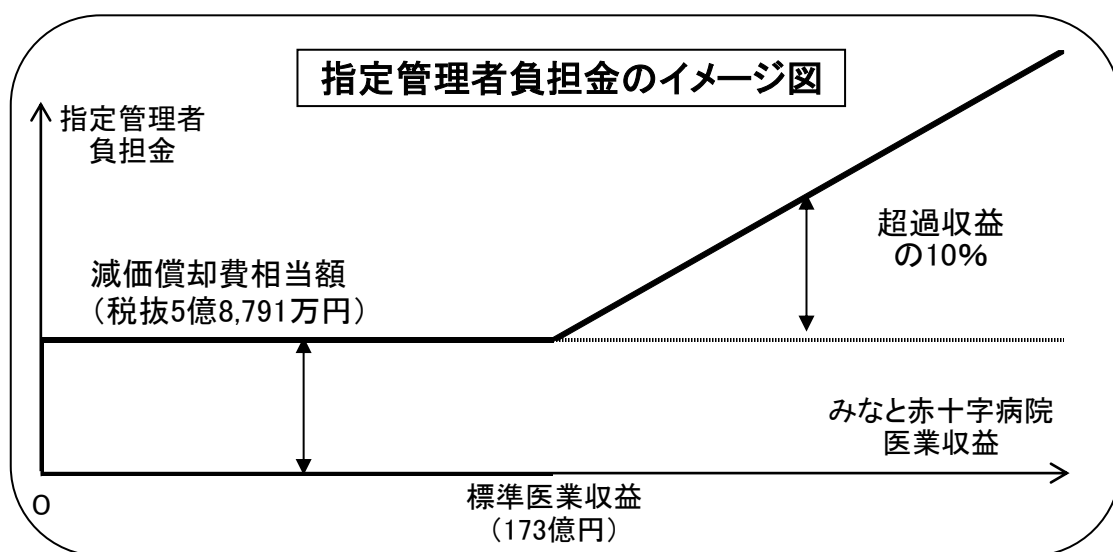 指定管理者負担金のイメージ図
指定管理者
負担金
超過収益
の10%
減価償却費相当額
（税抜5億8,791万円）
みなと赤十字病院
医業収益
0
標準医業収益
（173億円）